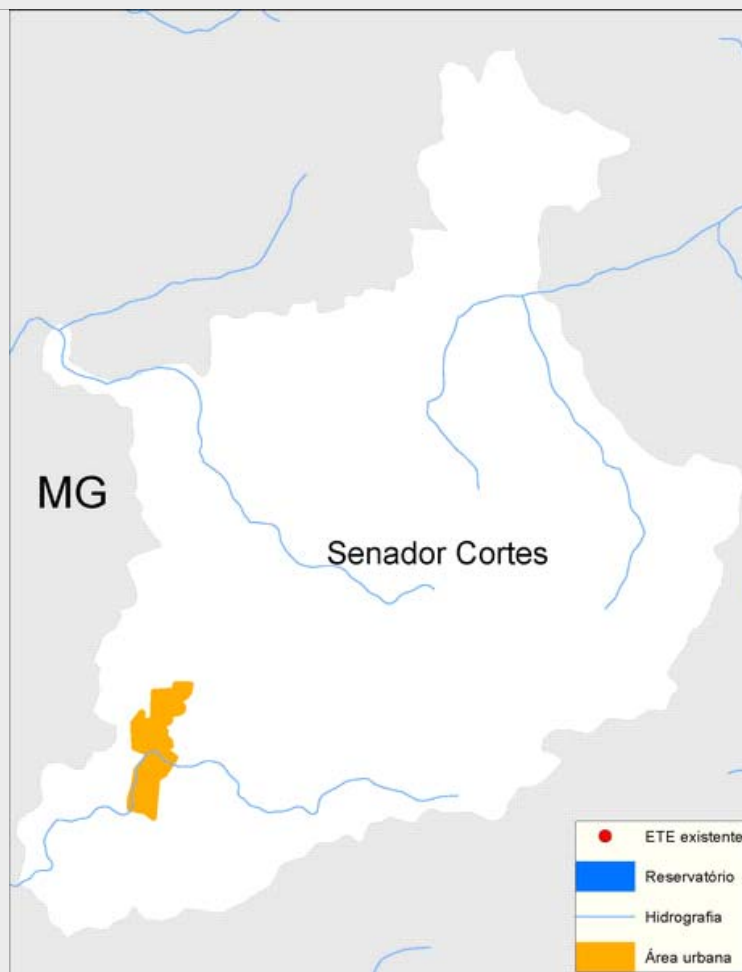 MG
Senador Cortes
ETE existente
Reservatório
Hidrografia
Área urbana